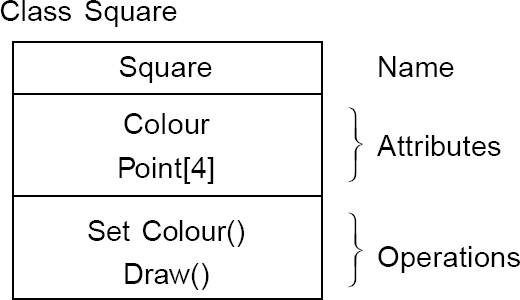 Class Square
Square Name
Colour
Point[4]
Attributes
Set Colour()
Draw()
Operations